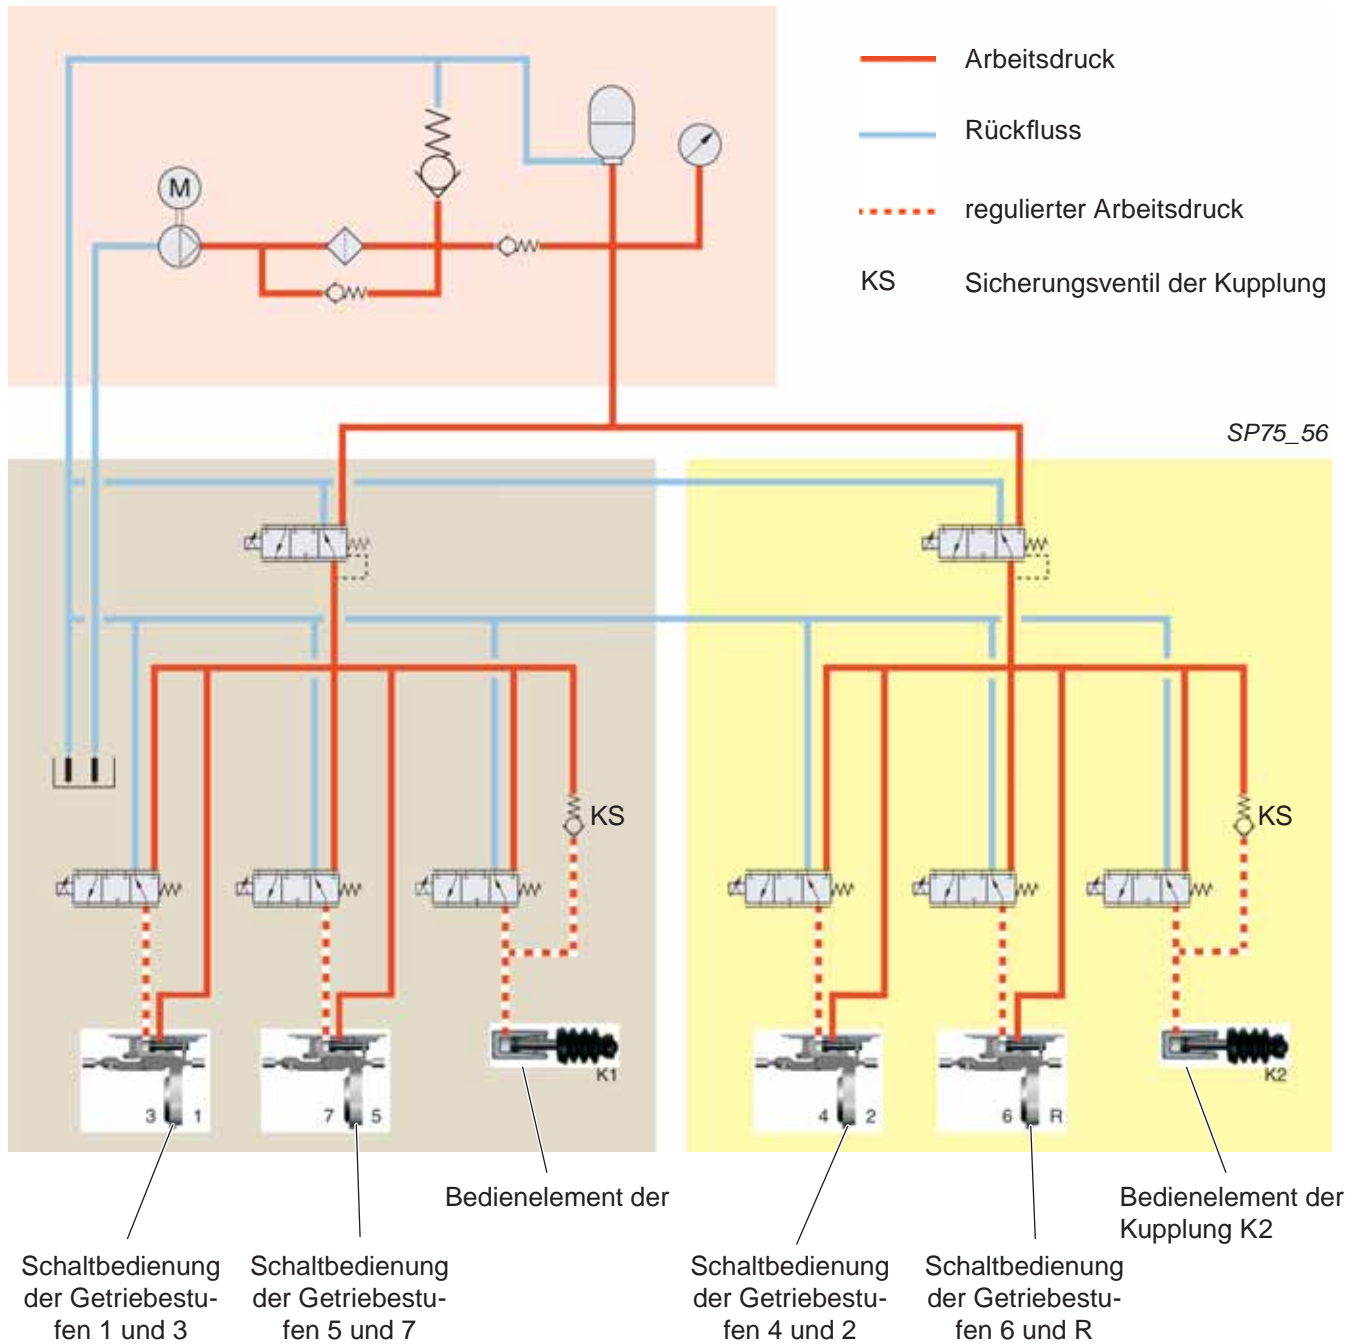 Arbeitsdruck
Rückfluss
regulierter Arbeitsdruck
KS Sicherungsventil der Kupplung
M
SP75_56
KS
KS
3 1
7 5
K1
4 2
6 R
K2
Bedienelement der
Bedienelement der
Kupplung K2
Schaltbedienung
der Getriebestu-
fen 1 und 3
Schaltbedienung
der Getriebestu-
fen 5 und 7
Schaltbedienung
der Getriebestu-
fen 4 und 2
Schaltbedienung
der Getriebestu-
fen 6 und R